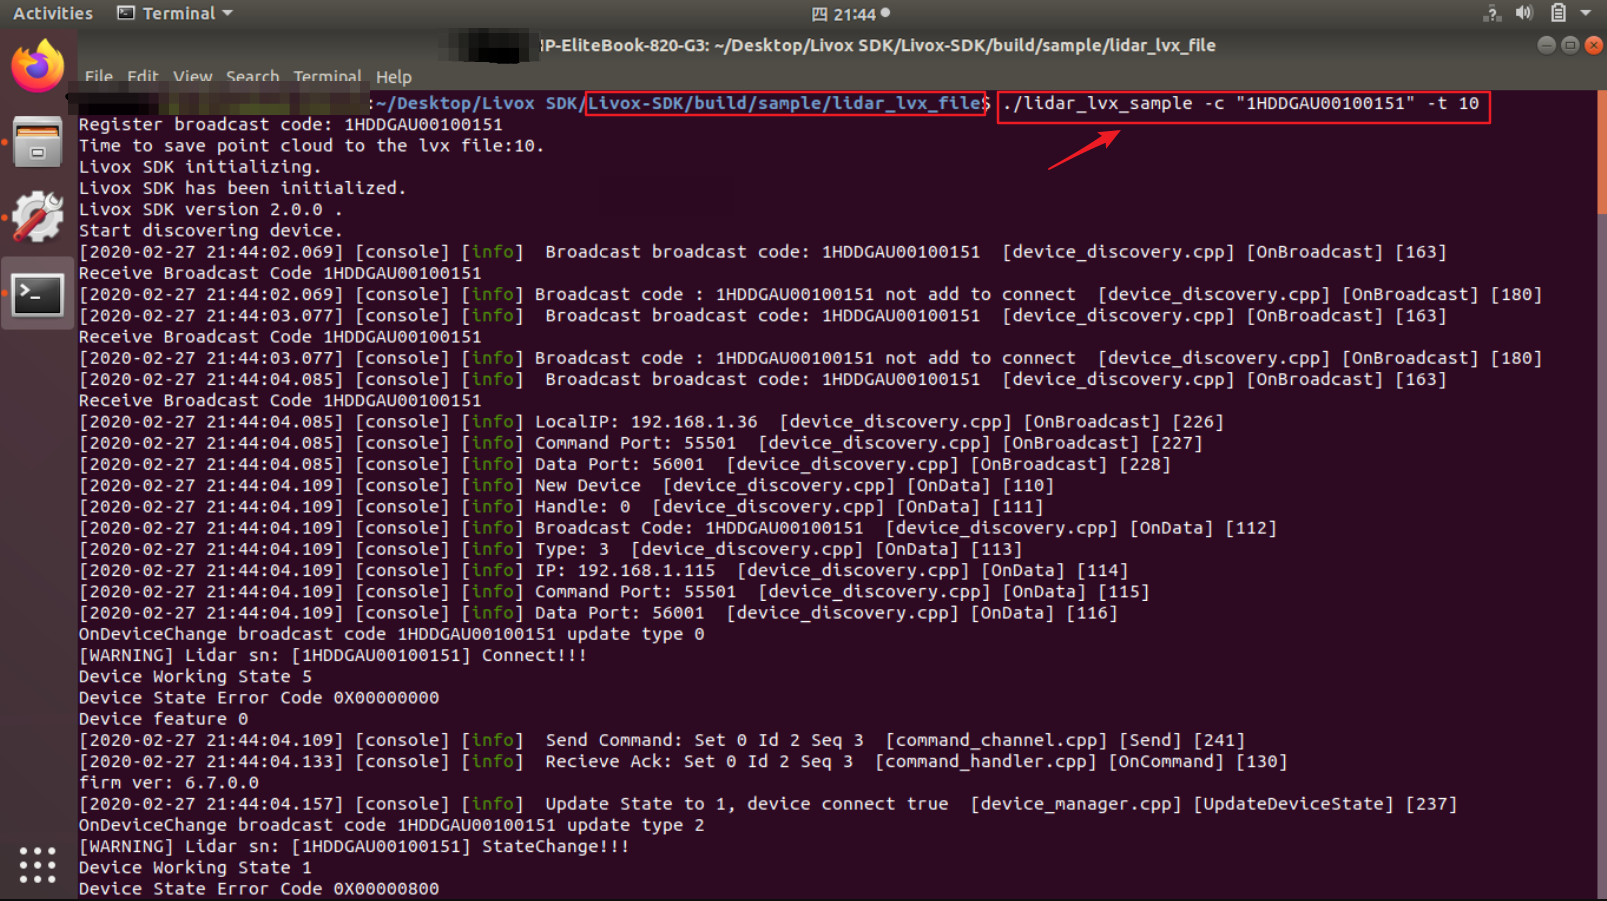 Activities Terminal 四 21:44
IP-EliteBook-820-G3: ~/Desktop/Livox SDK/Livox-SDK/build/sample/lidar_lvx_file
File Edit View Search Terminal Help
:~/Desktop/Livox SDK/Livox-SDK/build/sample/lidar_lvx_file$ ./lidar_lvx_sample -c "1HDDGAU00100151" -t 10
Register broadcast code: 1HDDGAU00100151
Time to save point cloud to the lvx file:10.
Livox SDK initializing.
Livox SDK has been initialized.
Livox SDK version 2.0.0 .
Start discovering device.
[2020-02-27 21:44:02.069] [console] [info]  Broadcast broadcast code: 1HDDGAU00100151  [device_discovery.cpp] [OnBroadcast] [163]
Receive Broadcast Code 1HDDGAU00100151
[2020-02-27 21:44:02.069] [console] [info] Broadcast code : 1HDDGAU00100151 not add to connect  [device_discovery.cpp] [OnBroadcast] [180]
[2020-02-27 21:44:03.077] [console] [info]  Broadcast broadcast code: 1HDDGAU00100151  [device_discovery.cpp] [OnBroadcast] [163]
Receive Broadcast Code 1HDDGAU00100151
[2020-02-27 21:44:03.077] [console] [info] Broadcast code : 1HDDGAU00100151 not add to connect  [device_discovery.cpp] [OnBroadcast] [180]
[2020-02-27 21:44:04.085] [console] [info]  Broadcast broadcast code: 1HDDGAU00100151  [device_discovery.cpp] [OnBroadcast] [163]
Receive Broadcast Code 1HDDGAU00100151
[2020-02-27 21:44:04.085] [console] [info] LocalIP: 192.168.1.36  [device_discovery.cpp] [OnBroadcast] [226]
[2020-02-27 21:44:04.085] [console] [info] Command Port: 55501  [device_discovery.cpp] [OnBroadcast] [227]
[2020-02-27 21:44:04.085] [console] [info] Data Port: 56001  [device_discovery.cpp] [OnBroadcast] [228]
[2020-02-27 21:44:04.109] [console] [info] New Device  [device_discovery.cpp] [OnData] [110]
[2020-02-27 21:44:04.109] [console] [info] Handle: 0  [device_discovery.cpp] [OnData] [111]
[2020-02-27 21:44:04.109] [console] [info] Broadcast Code: 1HDDGAU00100151  [device_discovery.cpp] [OnData] [112]
[2020-02-27 21:44:04.109] [console] [info] Type: 3  [device_discovery.cpp] [OnData] [113]
[2020-02-27 21:44:04.109] [console] [info] IP: 192.168.1.115  [device_discovery.cpp] [OnData] [114]
[2020-02-27 21:44:04.109] [console] [info] Command Port: 55501  [device_discovery.cpp] [OnData] [115]
[2020-02-27 21:44:04.109] [console] [info] Data Port: 56001  [device_discovery.cpp] [OnData] [116]
OnDeviceChange broadcast code 1HDDGAU00100151 update type 0
[WARNING] Lidar sn: [1HDDGAU00100151] Connect!!!
Device Working State 5
Device State Error Code 0X00000000
Device feature 0
[2020-02-27 21:44:04.109] [console] [info]  Send Command: Set 0 Id 2 Seq 3  [command_channel.cpp] [Send] [241]
[2020-02-27 21:44:04.133] [console] [info]  Recieve Ack: Set 0 Id 2 Seq 3  [command_handler.cpp] [OnCommand] [130]
firm ver: 6.7.0.0
[2020-02-27 21:44:04.157] [console] [info]  Update State to 1, device connect true  [device_manager.cpp] [UpdateDeviceState] [237]
OnDeviceChange broadcast code 1HDDGAU00100151 update type 2
[WARNING] Lidar sn: [1HDDGAU00100151] StateChange!!!
Device Working State 1
Device State Error Code 0X00000800